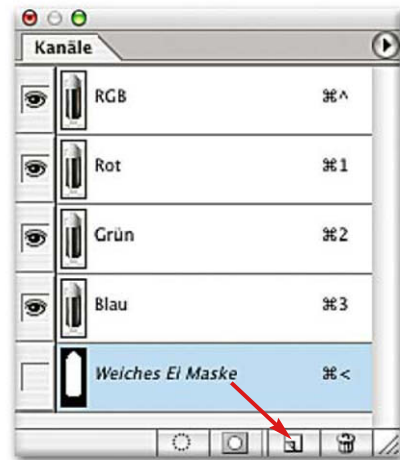 Kanäle
RGB ⌘^
Rot ⌘1
Grün ⌘2
Blau ⌘3
Weiches Ei Maske ⌘<